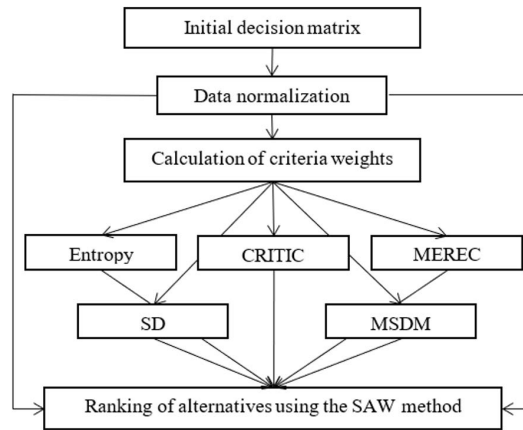 Initial decision matrix
Data normalization
Calculation of criteria weights
Entropy
CRITIC
MEREC
SD
MSDM
Ranking of alternatives using the SAW method